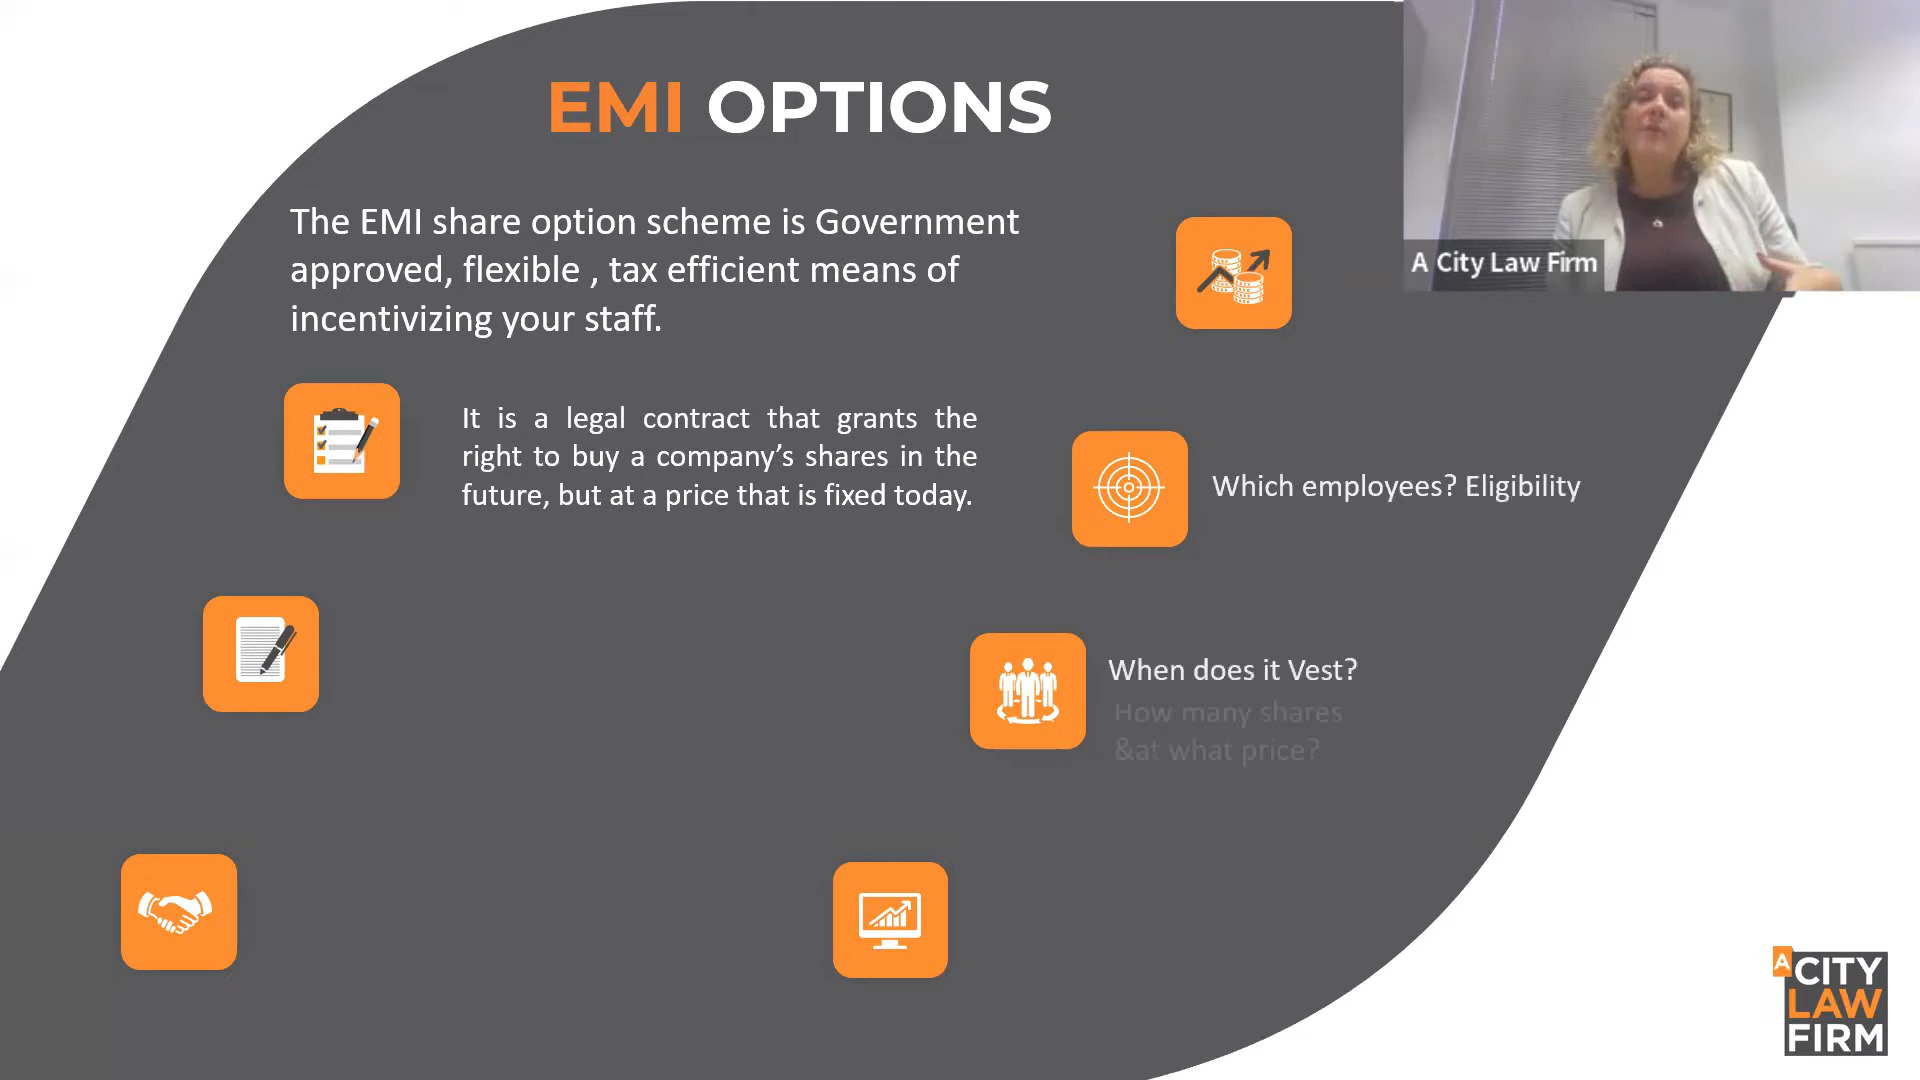 EMI OPTIONS
The EMI share option scheme is Government
approved, flexible , tax efficient means of
incentivizing your staff.
It is a legal contract that grants the
right to buy a company’s shares in the
future, but at a price that is fixed today.
Which employees? Eligibility
When does it Vest?
How many shares
&at what price?
A City Law Firm
A CITY
LAW
FIRM